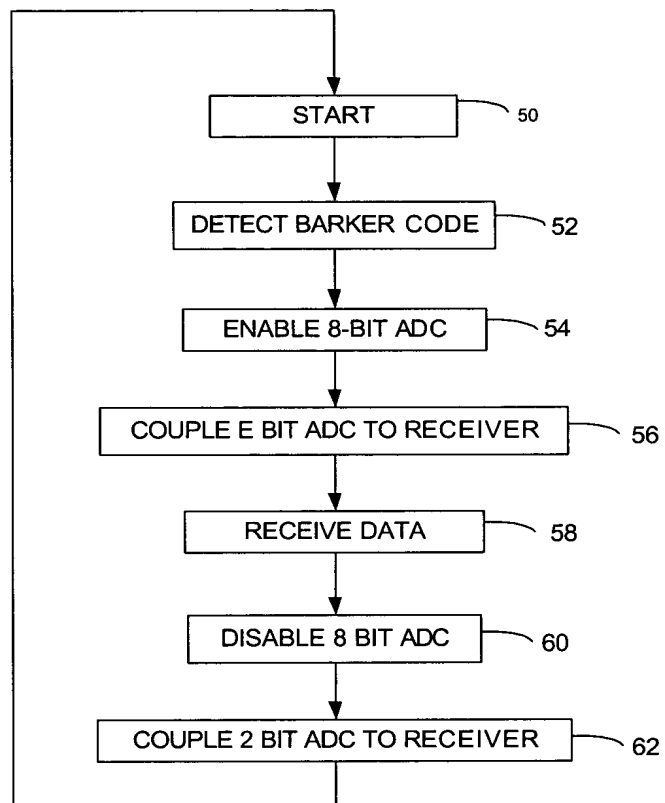 START 50
DETECT BARKER CODE 52
ENABLE 8-BIT ADC 54
COUPLE E BIT ADC TO RECEIVER 56
RECEIVE DATA 58
DISABLE 8 BIT ADC 60
COUPLE 2 BIT ADC TO RECEIVER 62